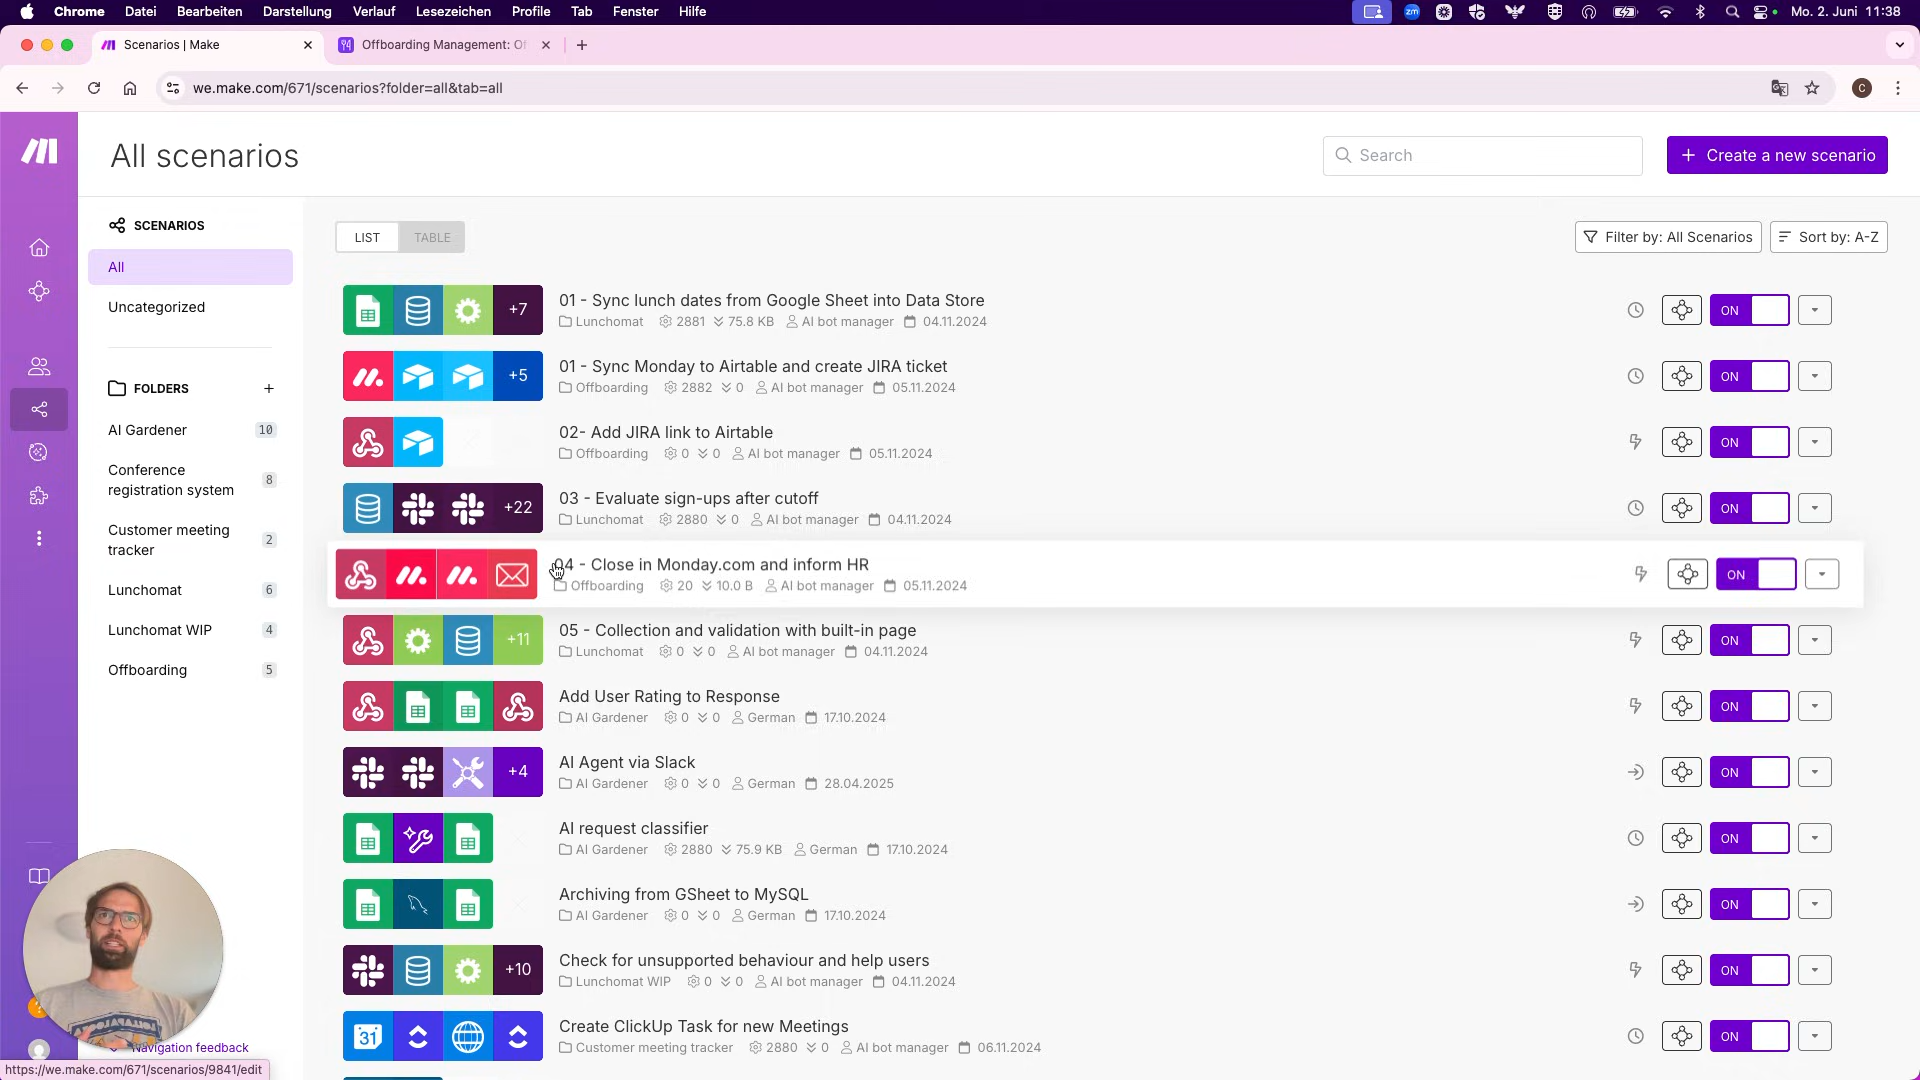 Chrome Datei Bearbeiten Darstellung Verlauf Lesezeichen Profile Tab Fenster Hilfe
zm
Mo. 2. Juni 11:38
Scenarios | Make
Offboarding Management: Of
we.make.com/671/scenarios?folder=all&tab=all
C
All scenarios
Search
+ Create a new scenario
SCENARIOS
All
Uncategorized
FOLDERS +
AI Gardener 10
Conference
registration system 8
Customer meeting
tracker 2
Lunchomat 6
Lunchomat WIP 4
Offboarding 5
Navigation feedback
LIST TABLE
Filter by: All Scenarios
Sort by: A-Z
+7 01 - Sync lunch dates from Google Sheet into Data Store ON
Lunchomat 2881 75.8 KB AI bot manager 04.11.2024
+5 01 - Sync Monday to Airtable and create JIRA ticket ON
Offboarding 2882 0 AI bot manager 05.11.2024
02- Add JIRA link to Airtable ON
Offboarding 0 0 AI bot manager 05.11.2024
+22 03 - Evaluate sign-ups after cutoff ON
Lunchomat 2880 0 AI bot manager 04.11.2024
04 - Close in Monday.com and inform HR ON
Offboarding 20 10.0 B AI bot manager 05.11.2024
+11 05 - Collection and validation with built-in page ON
Lunchomat 0 0 AI bot manager 04.11.2024
Add User Rating to Response ON
AI Gardener 0 0 German 17.10.2024
+4 AI Agent via Slack ON
AI Gardener 0 0 German 28.04.2025
AI request classifier ON
AI Gardener 2880 75.9 KB German 17.10.2024
Archiving from GSheet to MySQL ON
AI Gardener 0 0 German 17.10.2024
+10 Check for unsupported behaviour and help users ON
Lunchomat WIP 0 0 AI bot manager 04.11.2024
31 Create ClickUp Task for new Meetings ON
Customer meeting tracker 2880 0 AI bot manager 06.11.2024
https://we.make.com/671/scenarios/9841/edit